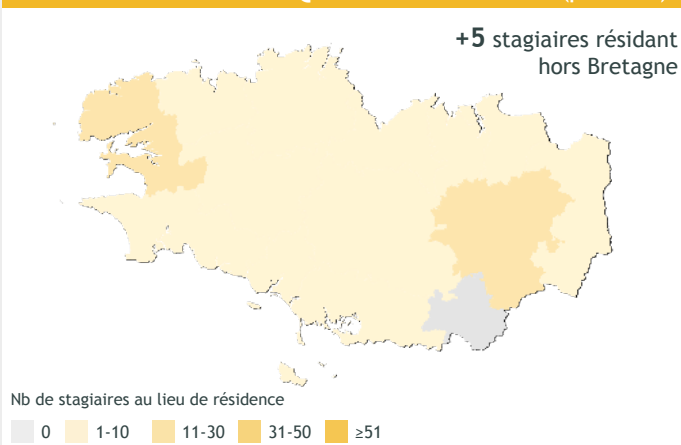 +5 stagiaires résidant
hors Bretagne
Nb de stagiaires au lieu de résidence
0 1-10 11-30 31-50 ≥51